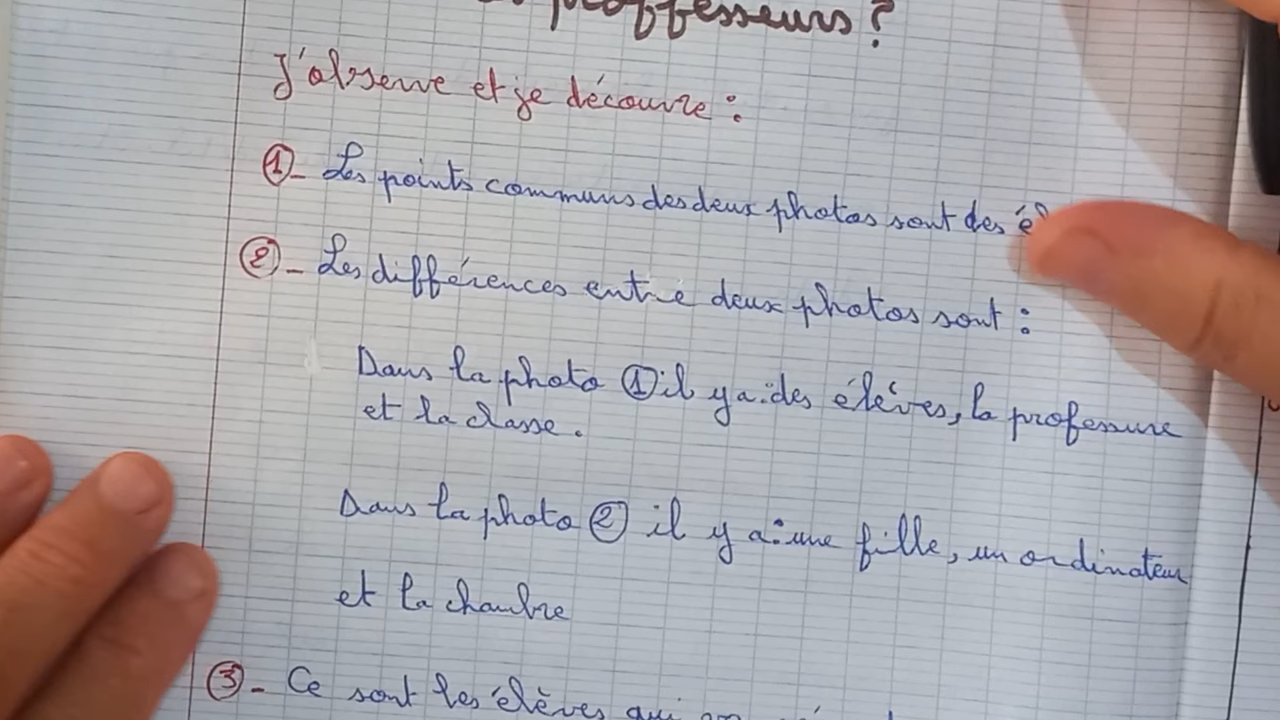 proffesseurs ?
J'observe et je découvre :
① - Les points communs des deux photos sont des
② - Les différences entre deux photos sont :
Dans la photo ① il y a : des élèves, la professure
et la classe .
Dans la photo ② il y a : une fille, un ordinateur
et la chambre
③ - Ce sont les élèves qui